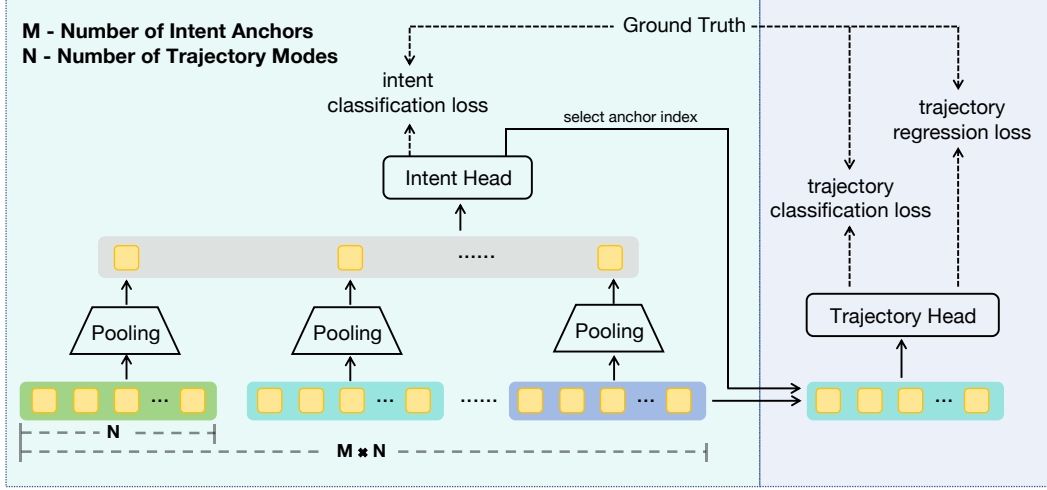 M - Number of Intent Anchors
N - Number of Trajectory Modes
Ground Truth
intent
classification loss
select anchor index
trajectory
regression loss
Intent Head
trajectory
classification loss
......
Pooling
Pooling
Pooling
Trajectory Head
...
...
......
...
...
N
M × N